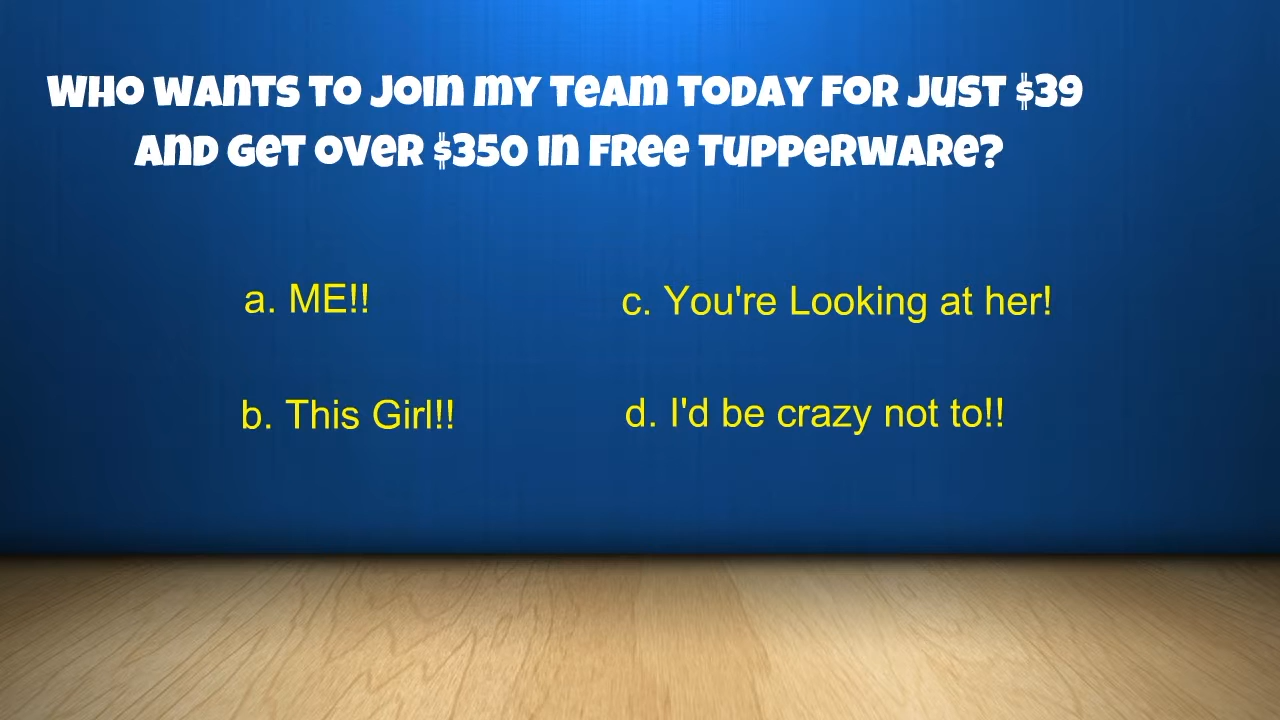 WHO WANTS TO JOIN MY TEAM TODAY FOR JUST $39
AND GET OVER $350 IN FREE TUPPERWARE?
a. ME!!
b. This Girl!!
c. You're Looking at her!
d. I'd be crazy not to!!